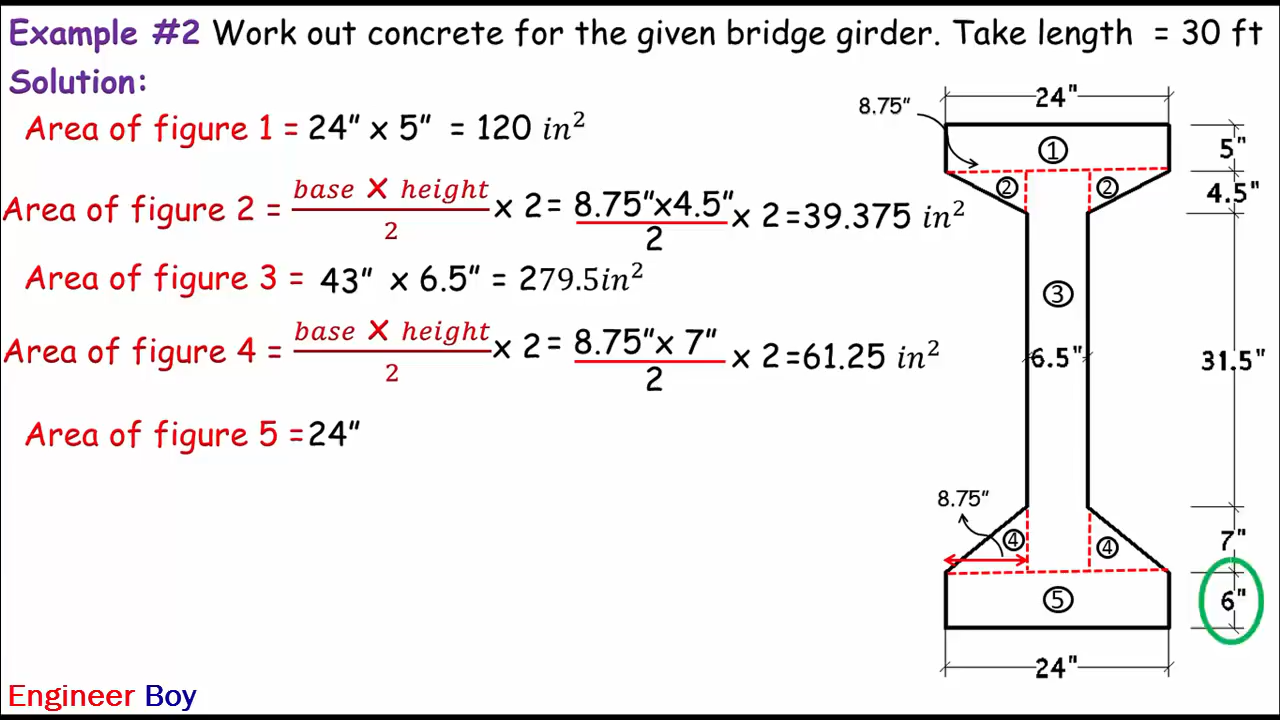 Example #2 Work out concrete for the given bridge girder. Take length = 30 ft
Solution:
Area of figure 1 = 24" x 5" = 120 in²
Area of figure 2 = base X height / 2 x 2 = 8.75"x4.5" / 2 x 2 = 39.375 in²
Area of figure 3 = 43" x 6.5" = 279.5in²
Area of figure 4 = base X height / 2 x 2 = 8.75"x 7" / 2 x 2 = 61.25 in²
Area of figure 5 = 24"
24"
8.75"
①
5"
②
②
4.5"
③
6.5"
31.5"
8.75"
④
④
7"
⑤
6"
24"
Engineer Boy